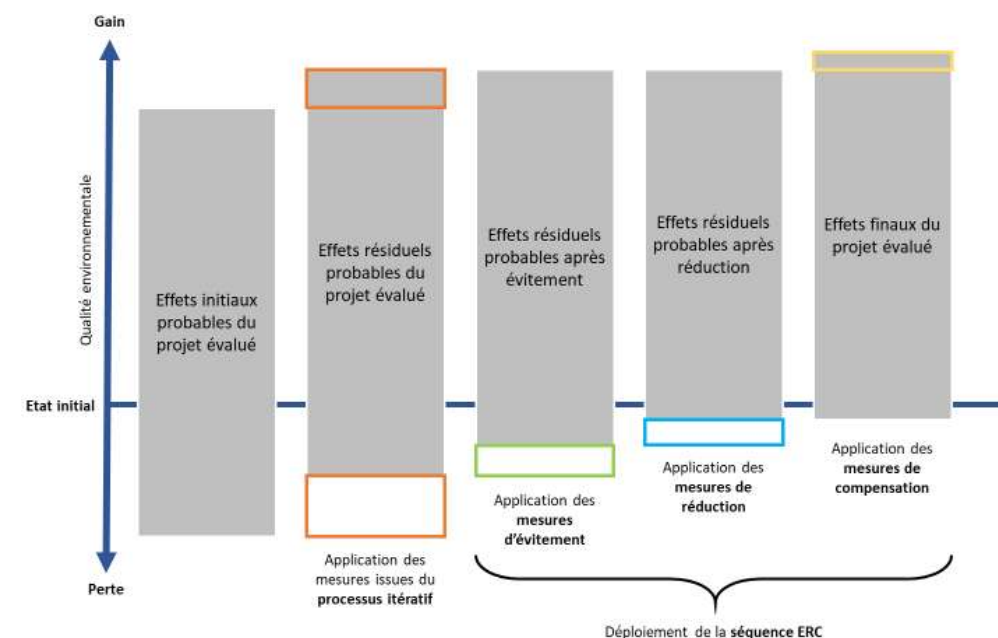 Gain
Qualité environnementale
Etat initial
Perte
Effets initiaux
probables du
projet évalué
Effets résiduels
probables du
projet évalué
Application des
mesures issues du
processus itératif
Effets résiduels
probables après
évitement
Application des
mesures
d'évitement
Effets résiduels
probables après
réduction
Application des
mesures de
réduction
Effets finaux du
projet évalué
Application des
mesures de
compensation
Déploiement de la séquence ERC